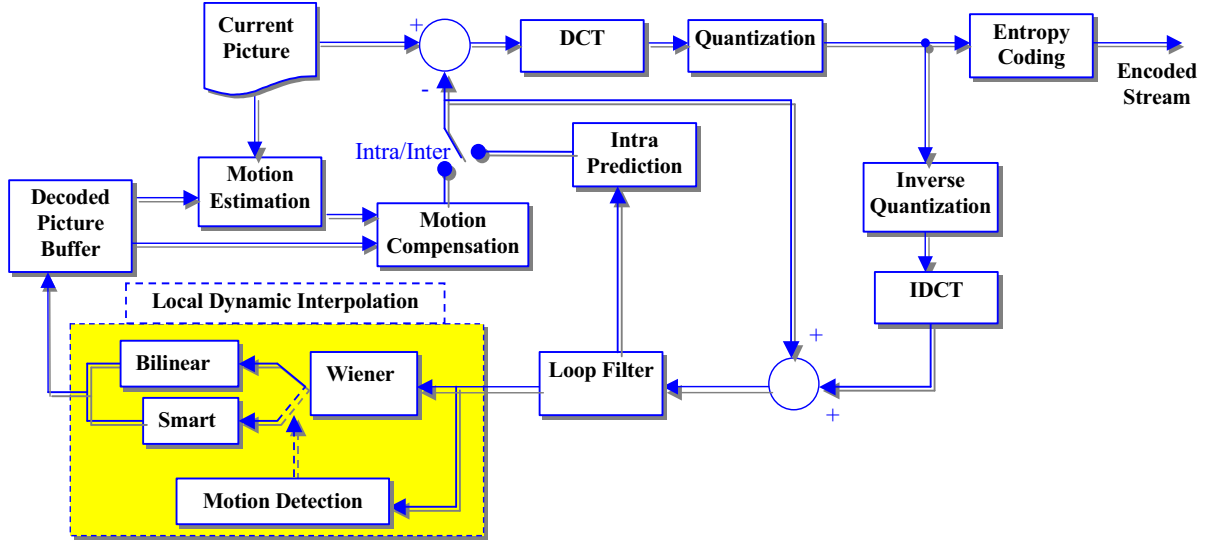 Current
Picture
+
DCT
Quantization
Entropy
Coding
Encoded
Stream
-
Intra/Inter
Intra
Prediction
Motion
Estimation
Decoded
Picture
Buffer
Motion
Compensation
Inverse
Quantization
IDCT
Local Dynamic Interpolation
Bilinear
Wiener
Smart
Motion Detection
Loop Filter
+
+